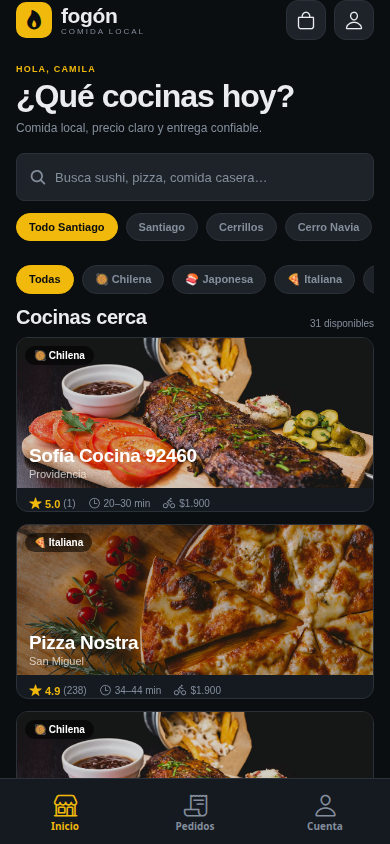 fogón
COMIDA LOCAL
HOLA, CAMILA
¿Qué cocinas hoy?
Comida local, precio claro y entrega confiable.
Busca sushi, pizza, comida casera…
Todo Santiago Santiago Cerrillos Cerro Navia
Todas Chilena Japonesa Italiana
Cocinas cerca 31 disponibles
Chilena
Sofía Cocina 92460
Providencia
5.0 (1) 20–30 min $1.900
Italiana
Pizza Nostra
San Miguel
4.9 (238) 34–44 min $1.900
Chilena
Inicio Pedidos Cuenta